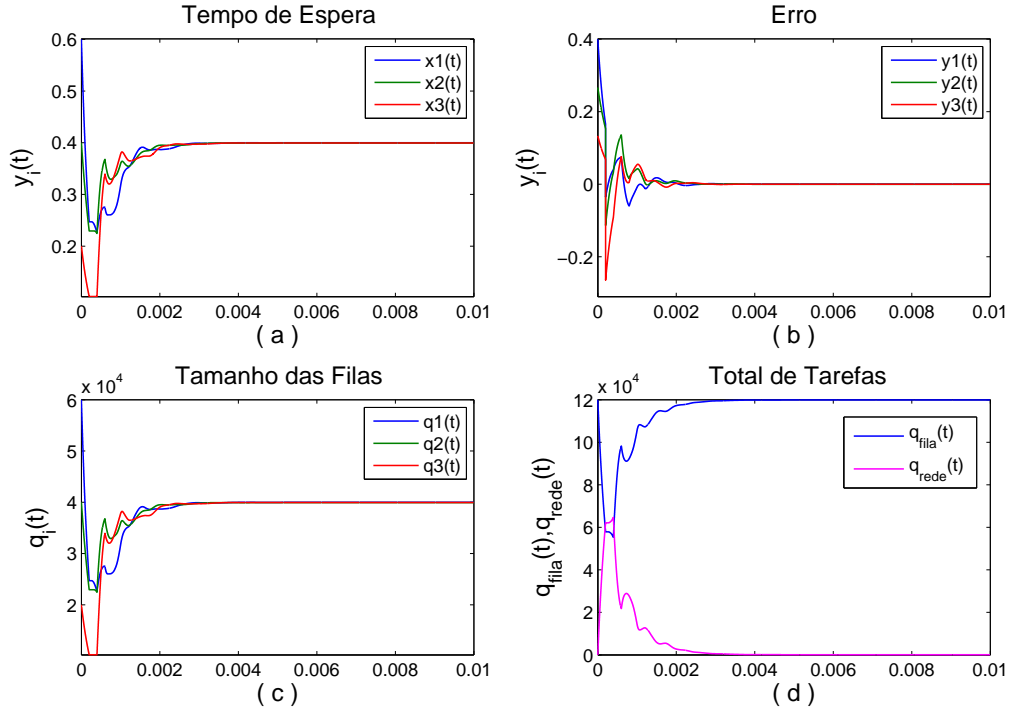 Tempo de Espera
y_i(t)
0.6
0.5
0.4
0.3
0.2
x1(t)
x2(t)
x3(t)
0
0.002
0.004
0.006
0.008
0.01
( a )
Erro
y_i(t)
0.4
0.2
0
−0.2
y1(t)
y2(t)
y3(t)
0
0.002
0.004
0.006
0.008
0.01
( b )
Tamanho das Filas
x 10^4
q_i(t)
6
5
4
3
2
q1(t)
q2(t)
q3(t)
0
0.002
0.004
0.006
0.008
0.01
( c )
Total de Tarefas
x 10^4
q_fila(t),q_rede(t)
12
10
8
6
4
2
0
q_fila(t)
q_rede(t)
0
0.002
0.004
0.006
0.008
0.01
( d )